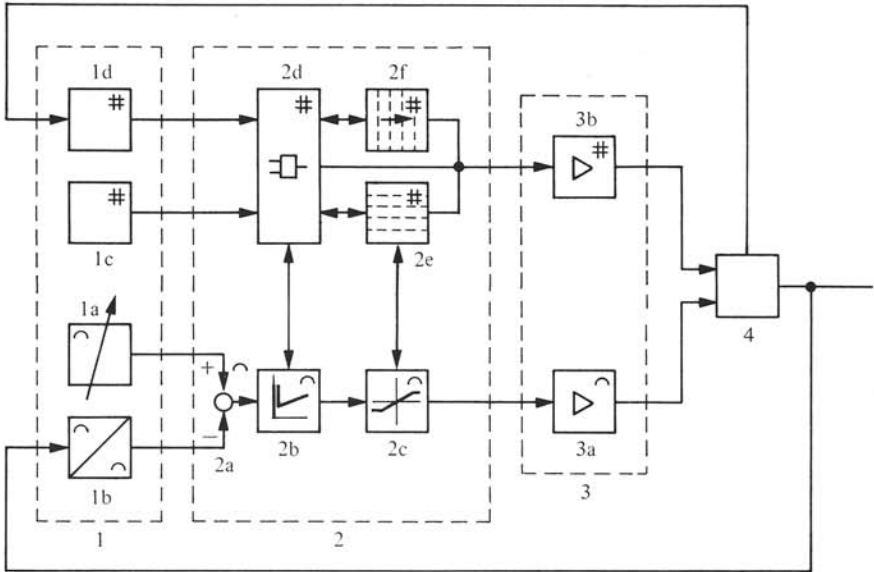 1d 2d 2f
# # #
3b
#
# #
1c 2e
1a
4
+
−
2a 2b 2c 3a
1b
3
1 2